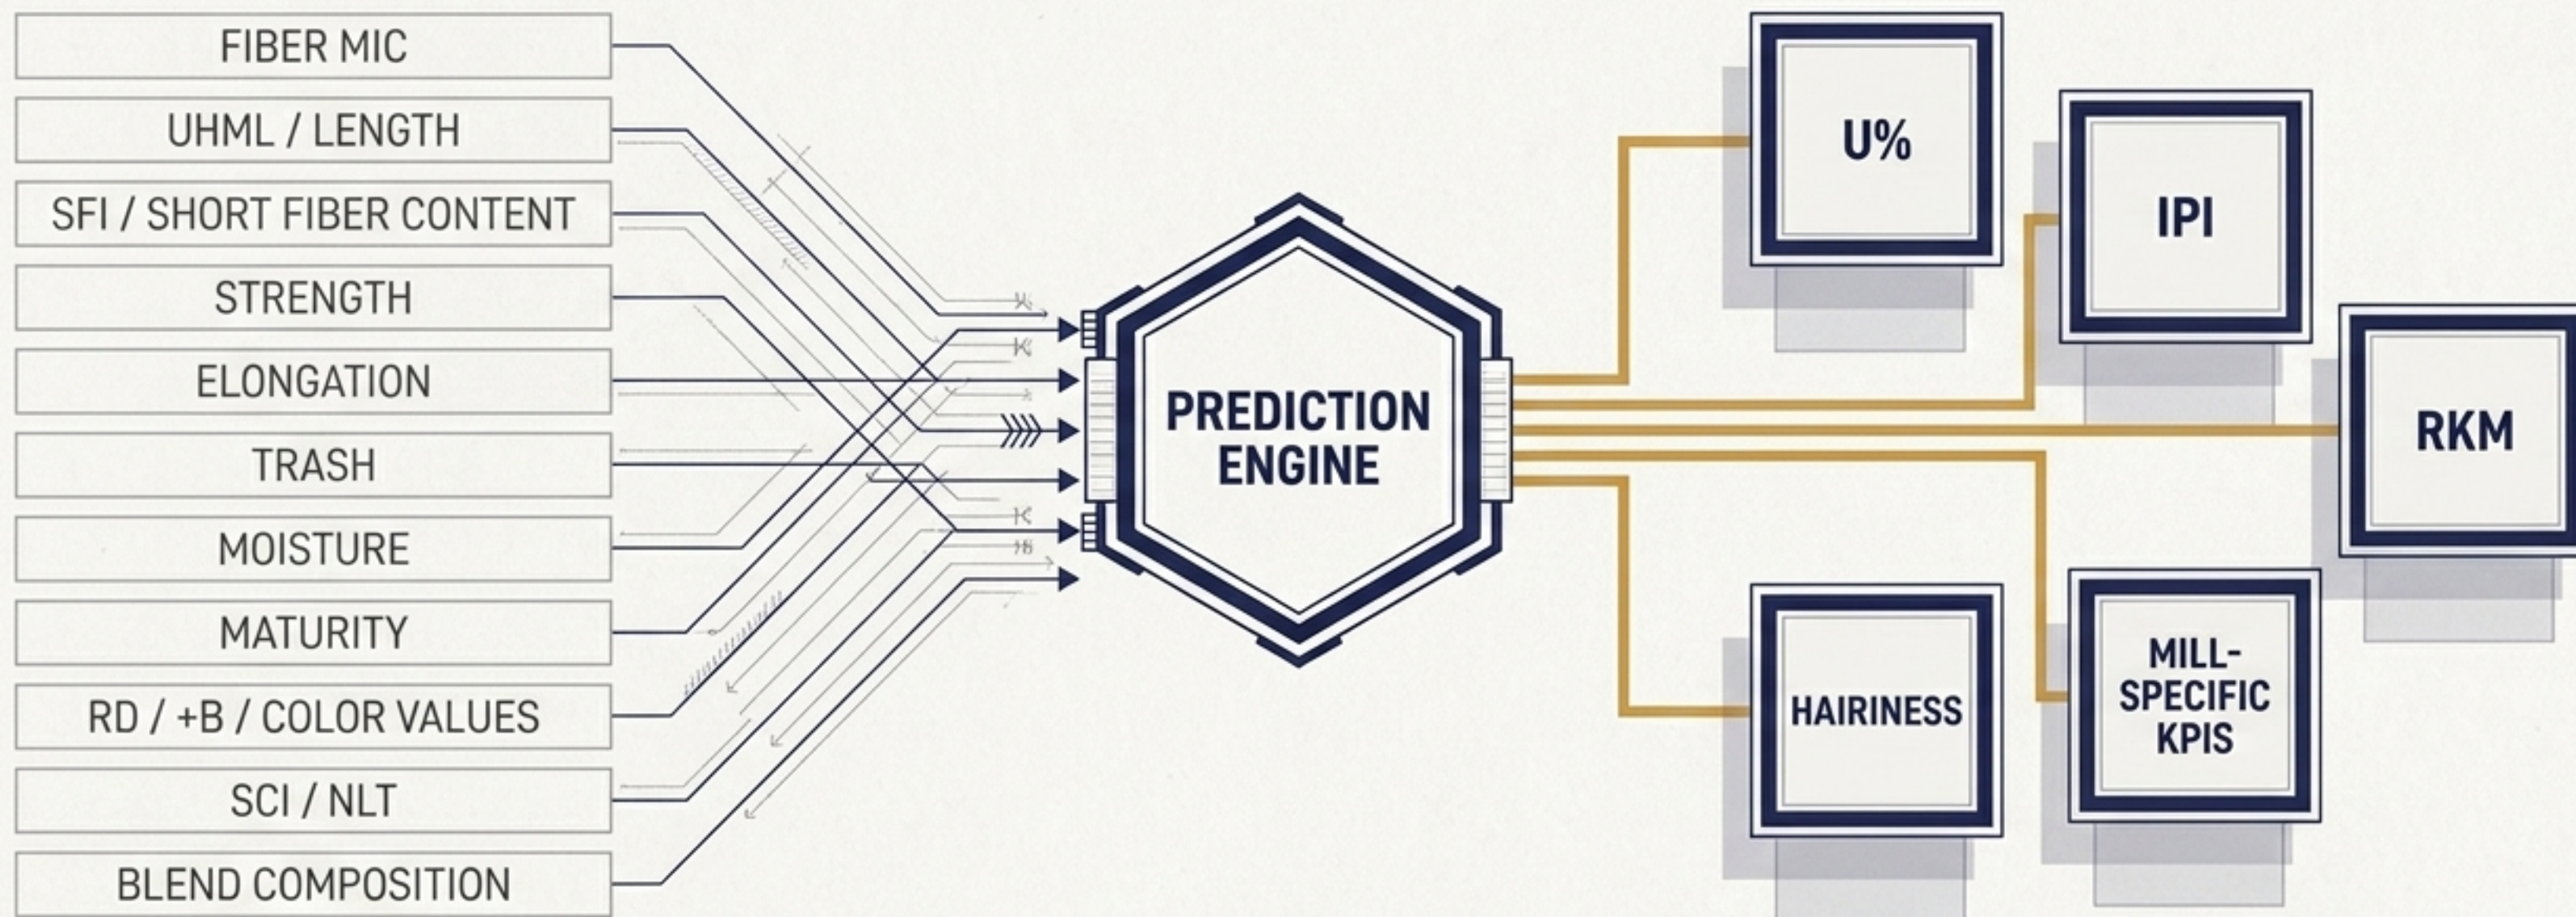 FIBER MIC
UHML / LENGTH
SFI / SHORT FIBER CONTENT
STRENGTH
ELONGATION
TRASH
MOISTURE
MATURITY
RD / +B / COLOR VALUES
SCI / NLT
BLEND COMPOSITION
PREDICTION
ENGINE
U%
IPI
RKM
HAIRINESS
MILL-
SPECIFIC
KPIS